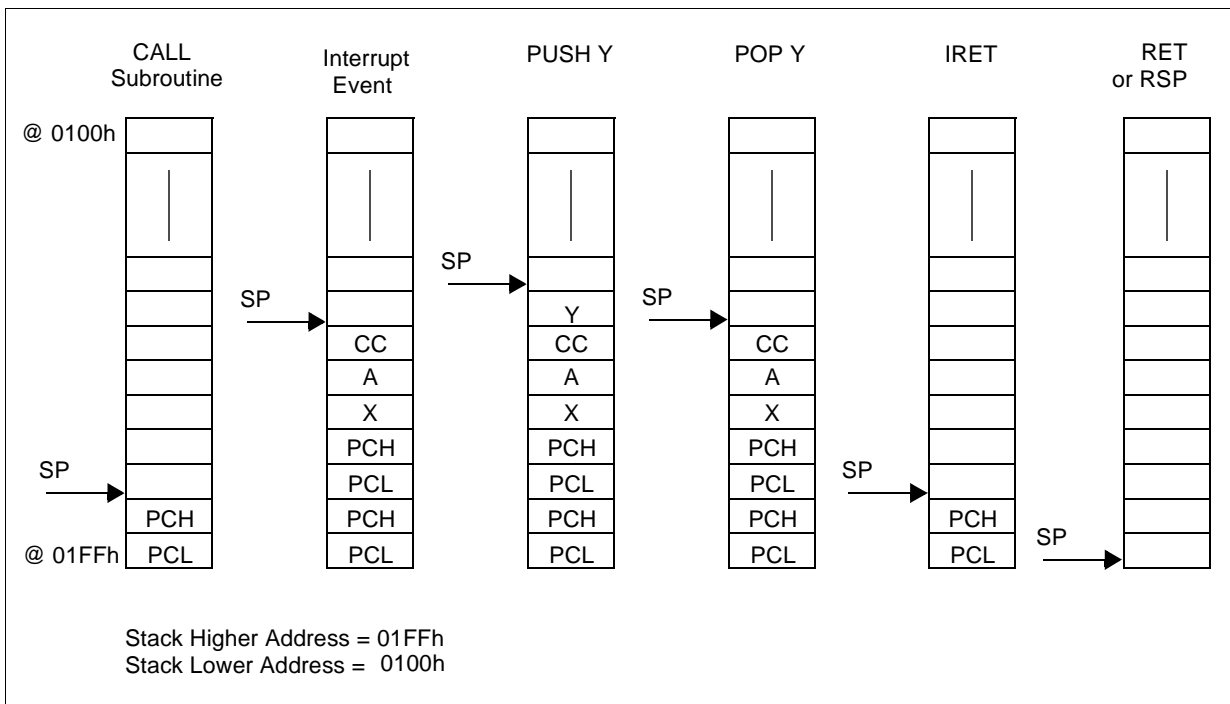 CALL
Subroutine
Interrupt
Event
PUSH Y
POP Y
IRET
RET
or RSP
@ 0100h
SP
SP
SP
Y
CC
CC
CC
A
A
A
X
X
X
PCH
PCH
PCH
SP
SP
PCL
PCL
PCL
PCH
PCH
PCH
PCH
PCH
SP
@ 01FFh
PCL
PCL
PCL
PCL
PCL
Stack Higher Address = 01FFh
Stack Lower Address = 0100h